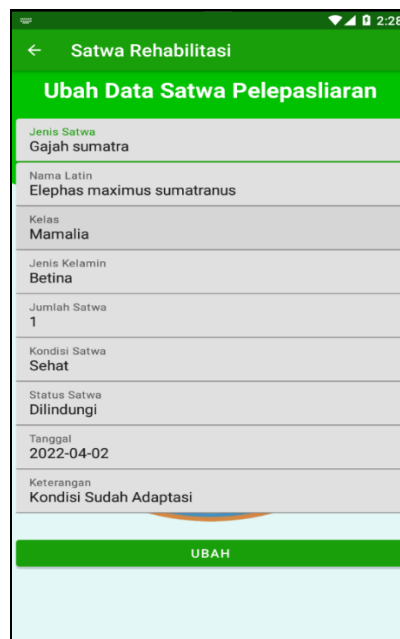 2:28
Satwa Rehabilitasi
Ubah Data Satwa Pelepasliaran
Jenis Satwa
Gajah sumatra
Nama Latin
Elephas maximus sumatranus
Kelas
Mamalia
Jenis Kelamin
Betina
Jumlah Satwa
1
Kondisi Satwa
Sehat
Status Satwa
Dilindungi
Tanggal
2022-04-02
Keterangan
Kondisi Sudah Adaptasi
UBAH